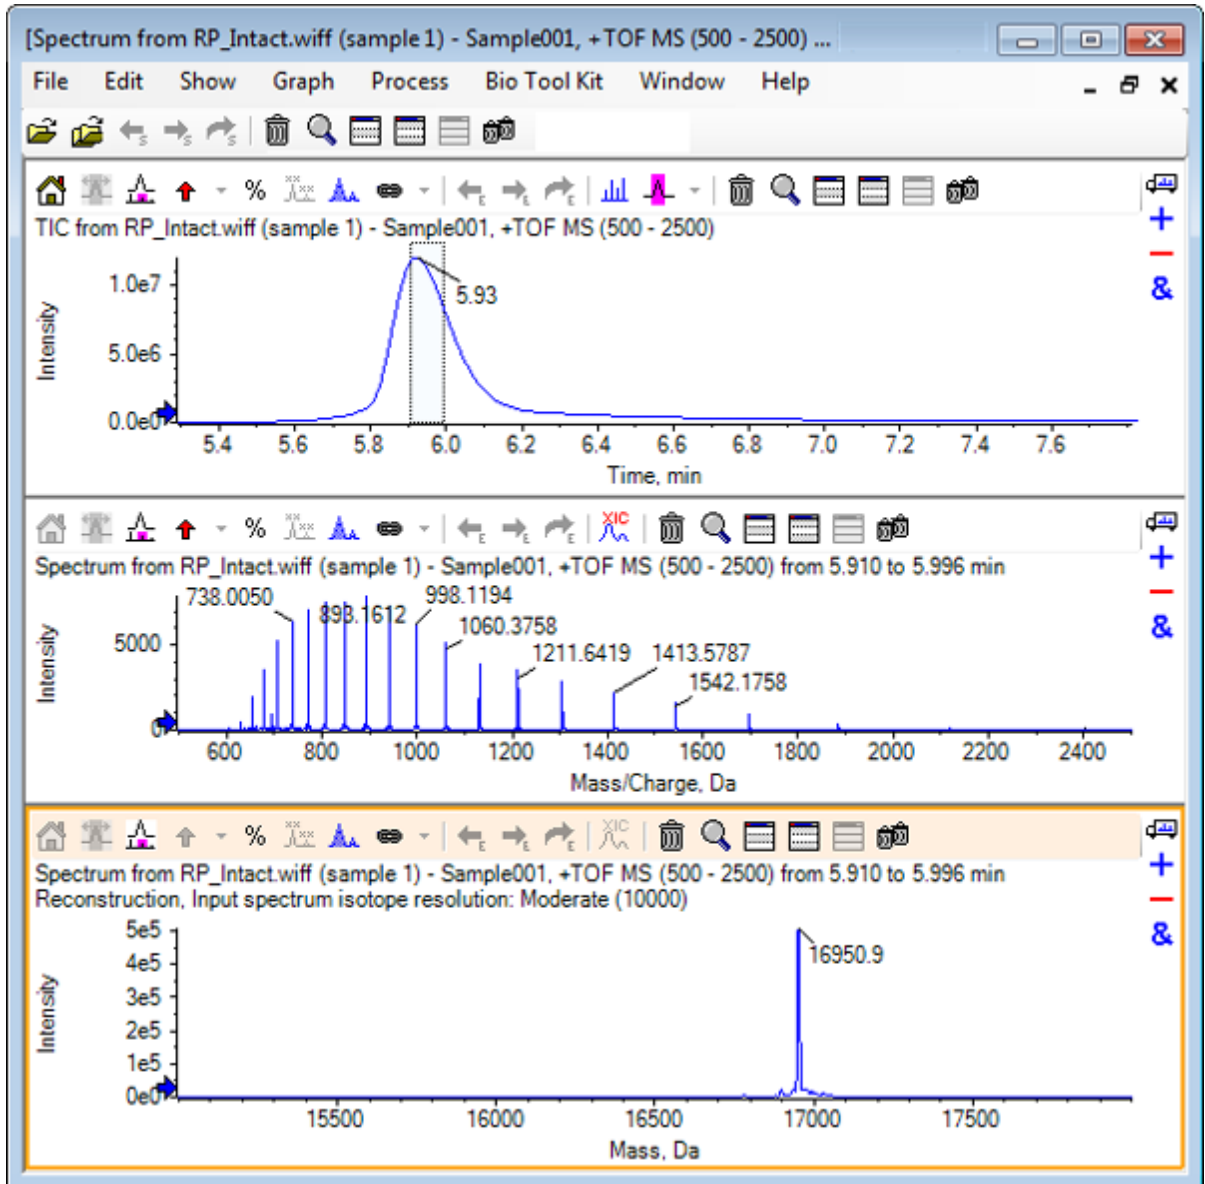 [Spectrum from RP_Intact.wiff (sample 1) - Sample001, +TOF MS (500 - 2500) ...
File Edit Show Graph Process Bio Tool Kit Window Help
TIC from RP_Intact.wiff (sample 1) - Sample001, +TOF MS (500 - 2500)
Intensity
1.0e7
5.0e6
0.0e0
5.93
5.4 5.6 5.8 6.0 6.2 6.4 6.6 6.8 7.0 7.2 7.4 7.6
Time, min
XIC
Spectrum from RP_Intact.wiff (sample 1) - Sample001, +TOF MS (500 - 2500) from 5.910 to 5.996 min
Intensity
5000
0
738.0050
893.1612
998.1194
1060.3758
1211.6419
1413.5787
1542.1758
600 800 1000 1200 1400 1600 1800 2000 2200 2400
Mass/Charge, Da
XIC
Spectrum from RP_Intact.wiff (sample 1) - Sample001, +TOF MS (500 - 2500) from 5.910 to 5.996 min
Reconstruction, Input spectrum isotope resolution: Moderate (10000)
Intensity
5e5
4e5
3e5
2e5
1e5
0e0
16950.9
15500 16000 16500 17000 17500
Mass, Da